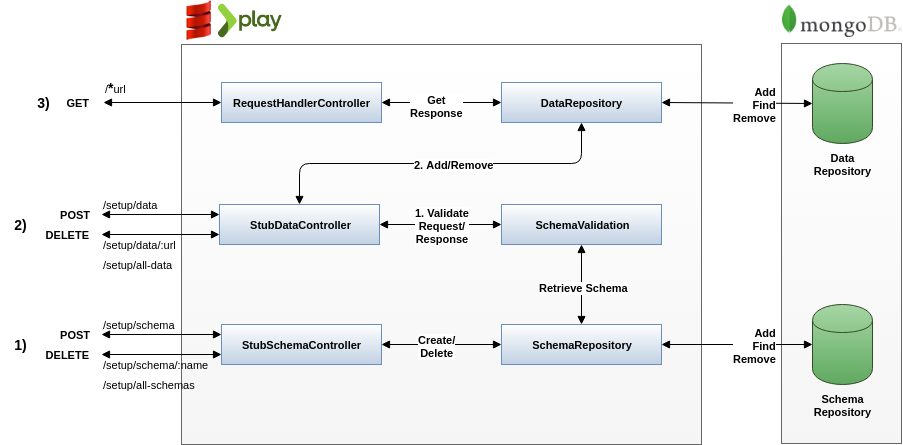 play
mongoDB.
3)
GET
/*url
RequestHandlerController
Get
Response
DataRepository
Add
Find
Remove
Data
Repository
2. Add/Remove
2)
POST
DELETE
/setup/data
/setup/data/:url
/setup/all-data
StubDataController
1. Validate
Request/
Response
SchemaValidation
Retrieve Schema
1)
POST
DELETE
/setup/schema
/setup/schema/:name
/setup/all-schemas
StubSchemaController
Create/
Delete
SchemaRepository
Add
Find
Remove
Schema
Repository